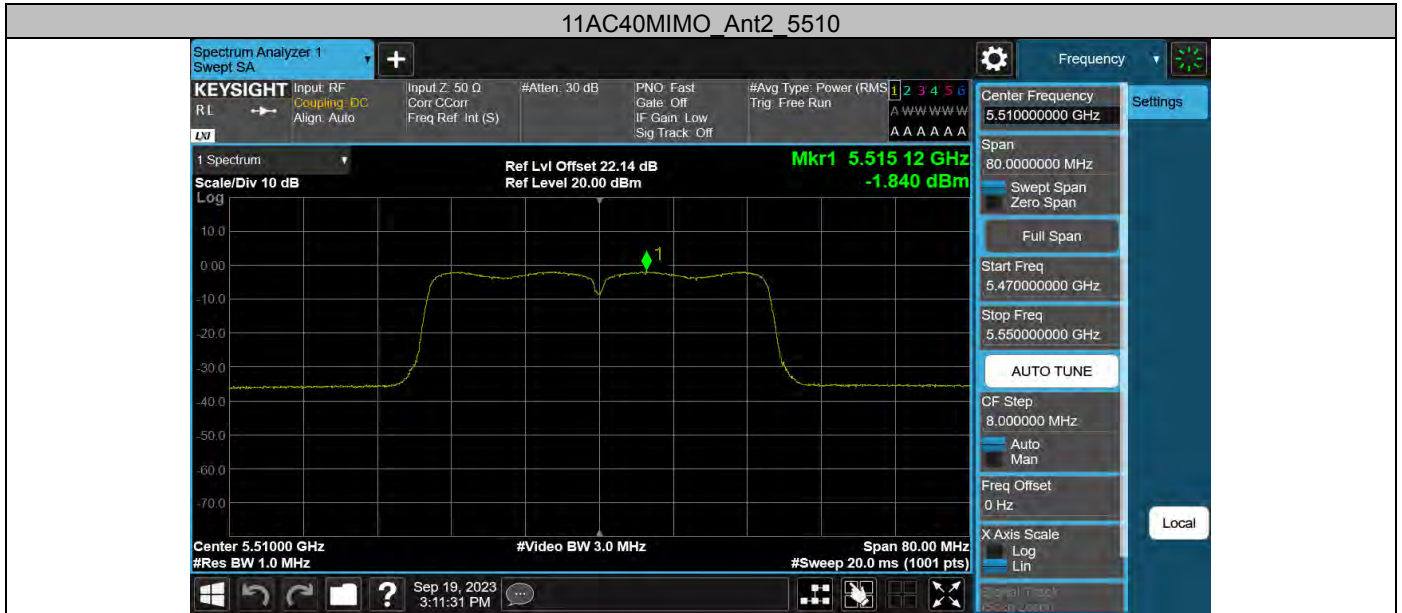 11AC40MIMO_Ant2_5510
Spectrum Analyzer 1
Swept SA
+
Frequency
KEYSIGHT
RL
LXI
Input: RF
Coupling: DC
Align: Auto
Input Z: 50 Ω
Corr CCorr
Freq Ref: Int (S)
#Atten: 30 dB
PNO: Fast
Gate: Off
IF Gain: Low
Sig Track: Off
#Avg Type: Power (RMS
Trig: Free Run
1 2 3 4 5 6
A W W W W W
A A A A A A
Center Frequency
5.510000000 GHz
Settings
Span
80.0000000 MHz
Swept Span
Zero Span
Full Span
Start Freq
5.470000000 GHz
Stop Freq
5.550000000 GHz
AUTO TUNE
CF Step
8.000000 MHz
Auto
Man
Freq Offset
0 Hz
X Axis Scale
Log
Lin
Signal Track
(Span Zoom)
Local
1 Spectrum
Scale/Div 10 dB
Log
Ref Lvl Offset 22.14 dB
Ref Level 20.00 dBm
Mkr1 5.515 12 GHz
-1.840 dBm
10.0
0.00
-10.0
-20.0
-30.0
-40.0
-50.0
-60.0
-70.0
1
Center 5.51000 GHz
#Res BW 1.0 MHz
#Video BW 3.0 MHz
Span 80.00 MHz
#Sweep 20.0 ms (1001 pts)
?
Sep 19, 2023
3:11:31 PM